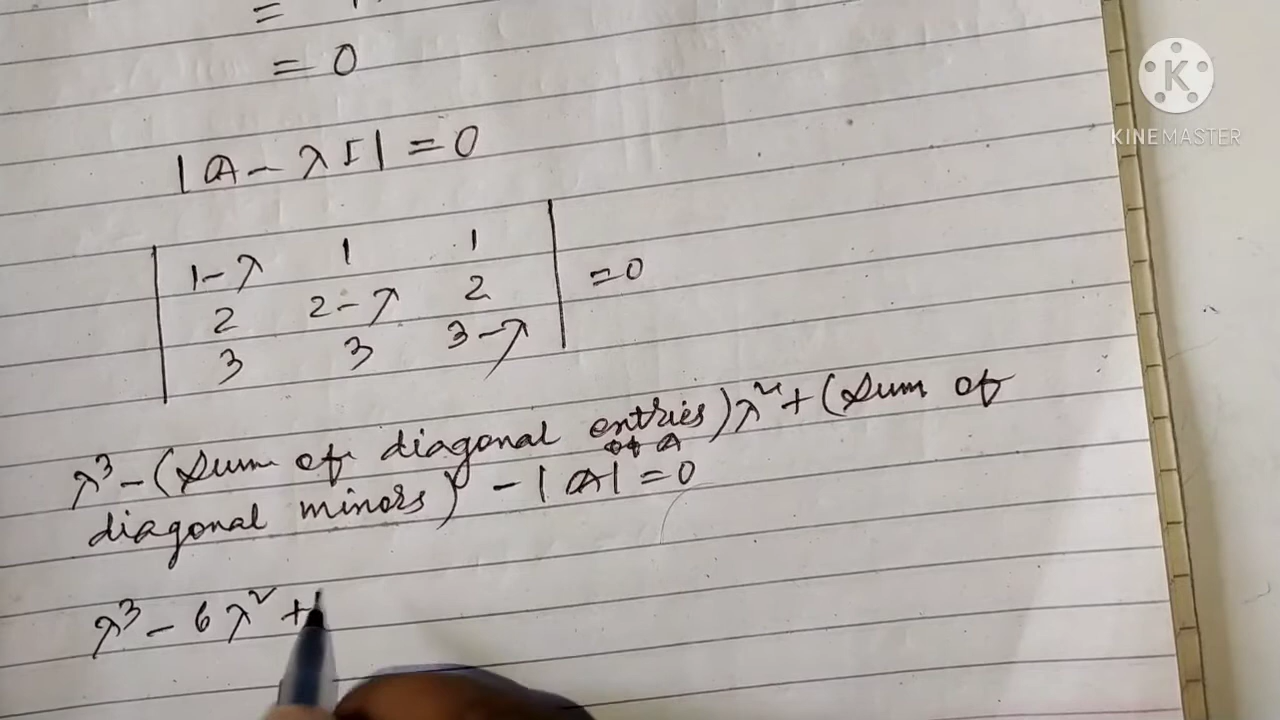 =
= 0
|A - λI| = 0
1-λ 1 1
2 2-λ 2 = 0
3 3 3-λ
λ³ - (Sum of diagonal entries of A) λ² + (Sum of
diagonal minors) - |A| = 0
λ³ - 6λ² +
KINEMASTER